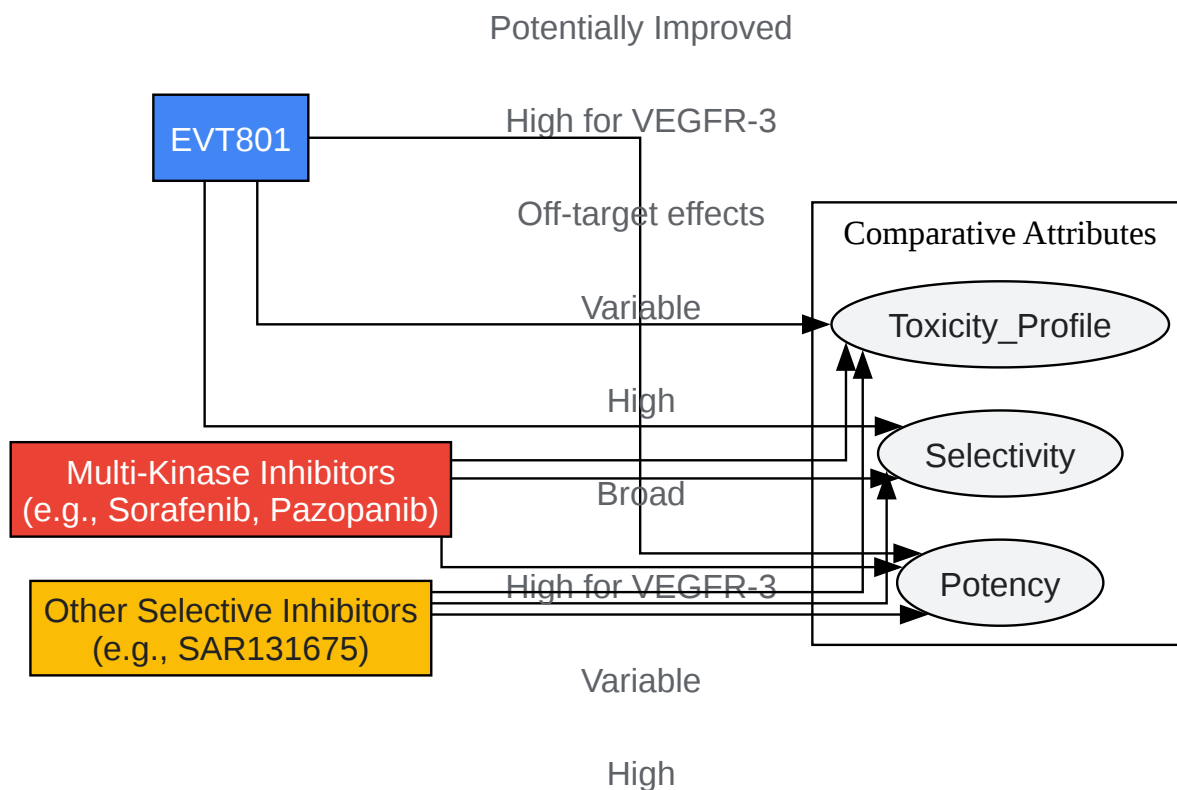 Potentially Improved
High for VEGFR-3
EVT801
Off-target effects
Comparative Attributes
Variable
Toxicity_Profile
High
Selectivity
Multi-Kinase Inhibitors
(e.g., Sorafenib, Pazopanib)
Broad
High for VEGFR-3
Potency
Other Selective Inhibitors
(e.g., SAR131675)
Variable
High